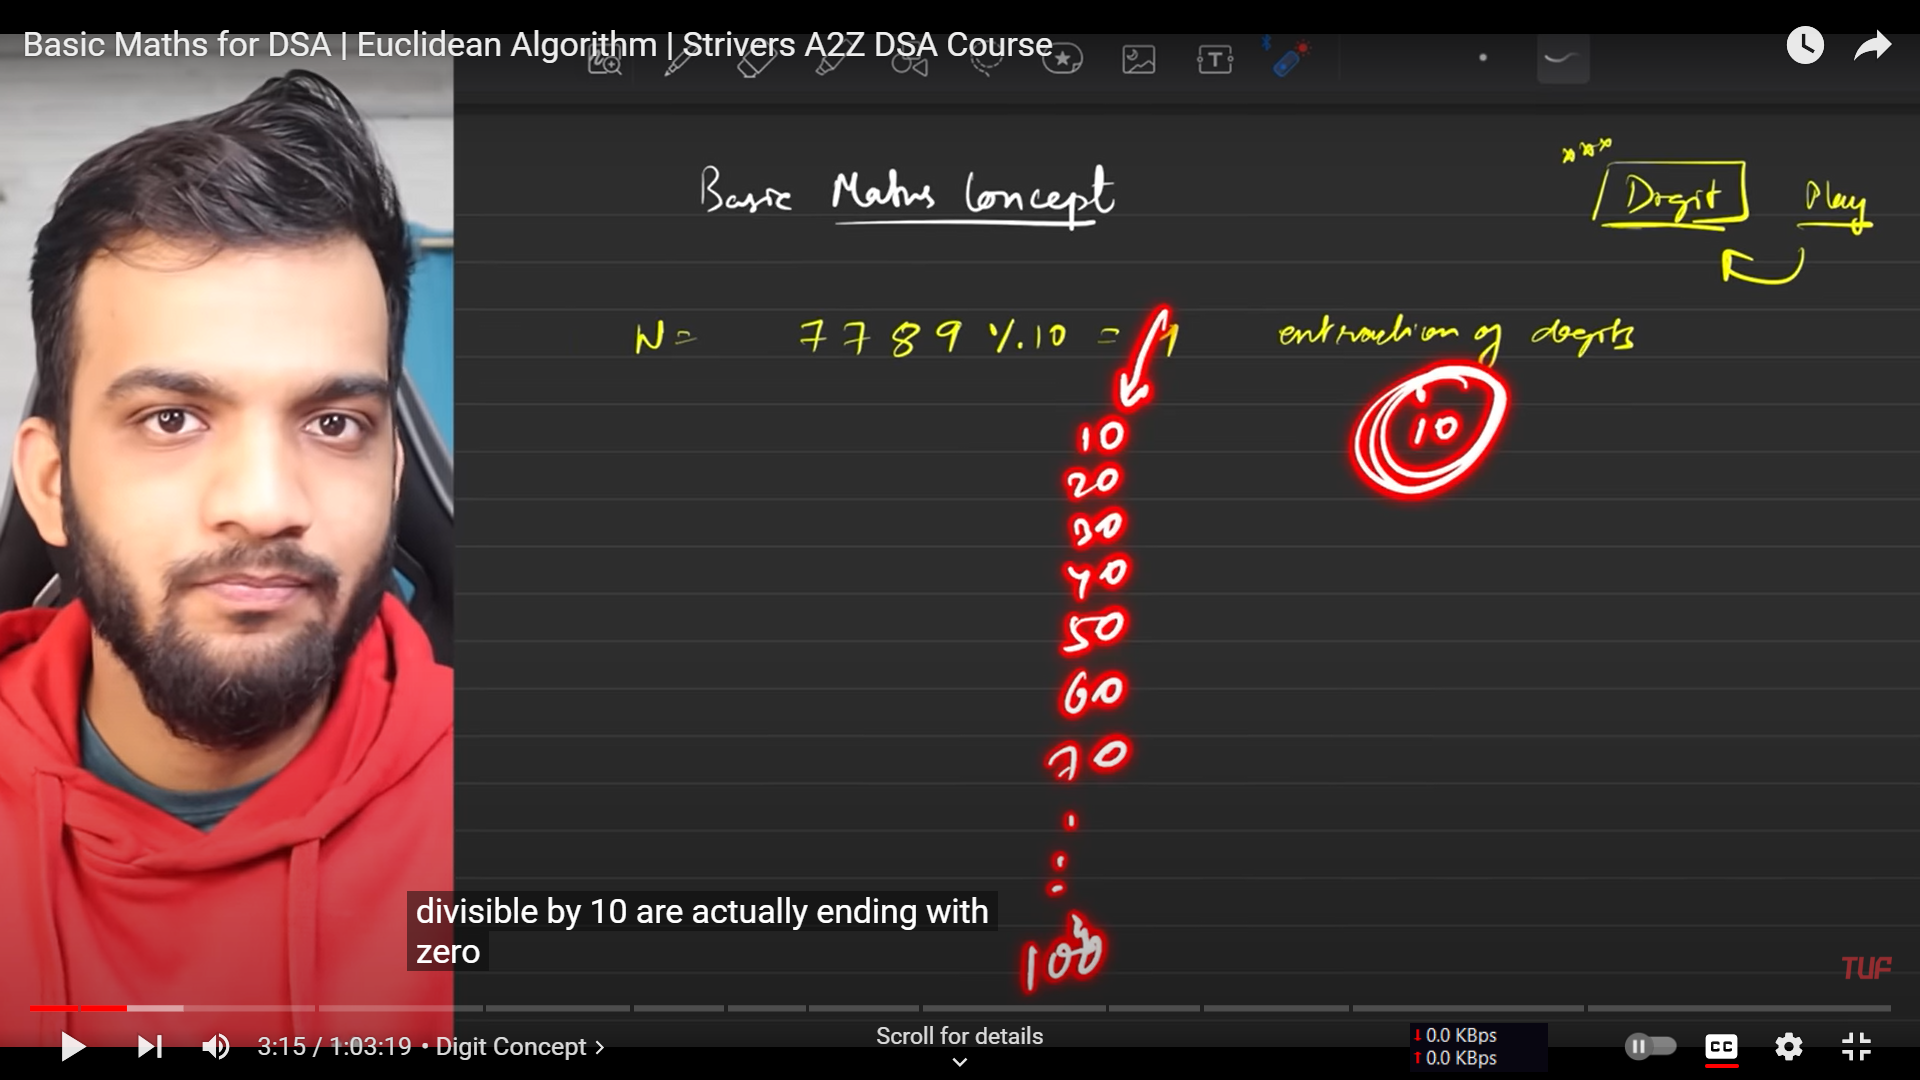 Basic Maths for DSA | Euclidean Algorithm | Strivers A2Z DSA Course
T
Basic Maths Concept
Digit Play
N = 7789 % 10 = 9 extraction of digits
10
10
20
30
40
50
60
70
100
divisible by 10 are actually ending with
zero
TUF
3:15 / 1:03:19 • Digit Concept >
Scroll for details
↓ 0.0 KBps
↑ 0.0 KBps
CC